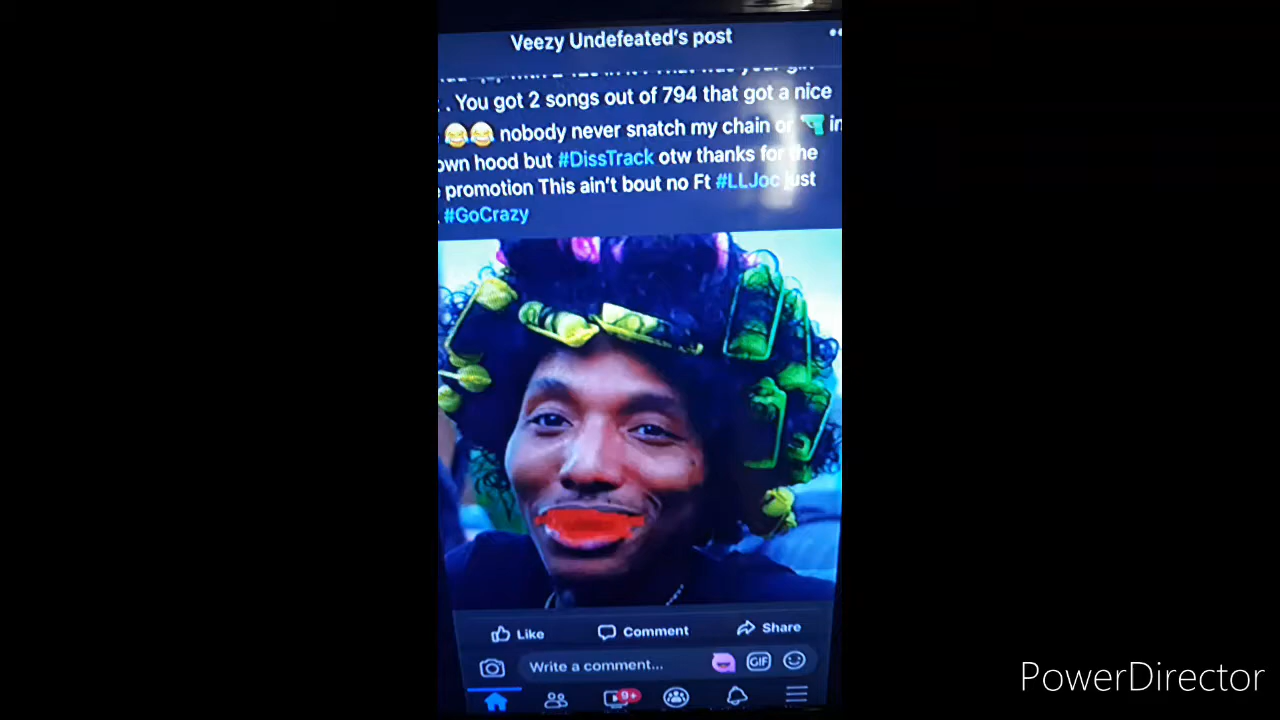 Veezy Undefeated's post
. You got 2 songs out of 794 that got a nice
😂😂 nobody never snatch my chain or 🔫 in
own hood but #DissTrack otw thanks for the
promotion This ain't bout no Ft #LLJoc just
. #GoCrazy
Like
Comment
Share
Write a comment...
GIF
9+
PowerDirector